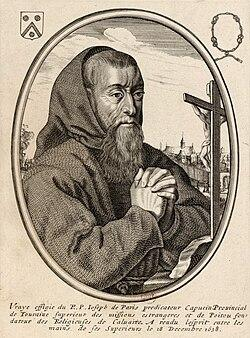 Vraye effigie du R.P. Ioseph de Paris predicateur Capucin Provincial
de Touraine superieur des missions estrangeres et de Poitou fon-
dateur des Religieuses de Caluaire. A rendu lesprit entre les
mains de ses Superieurs le 18 Decembre 1638.